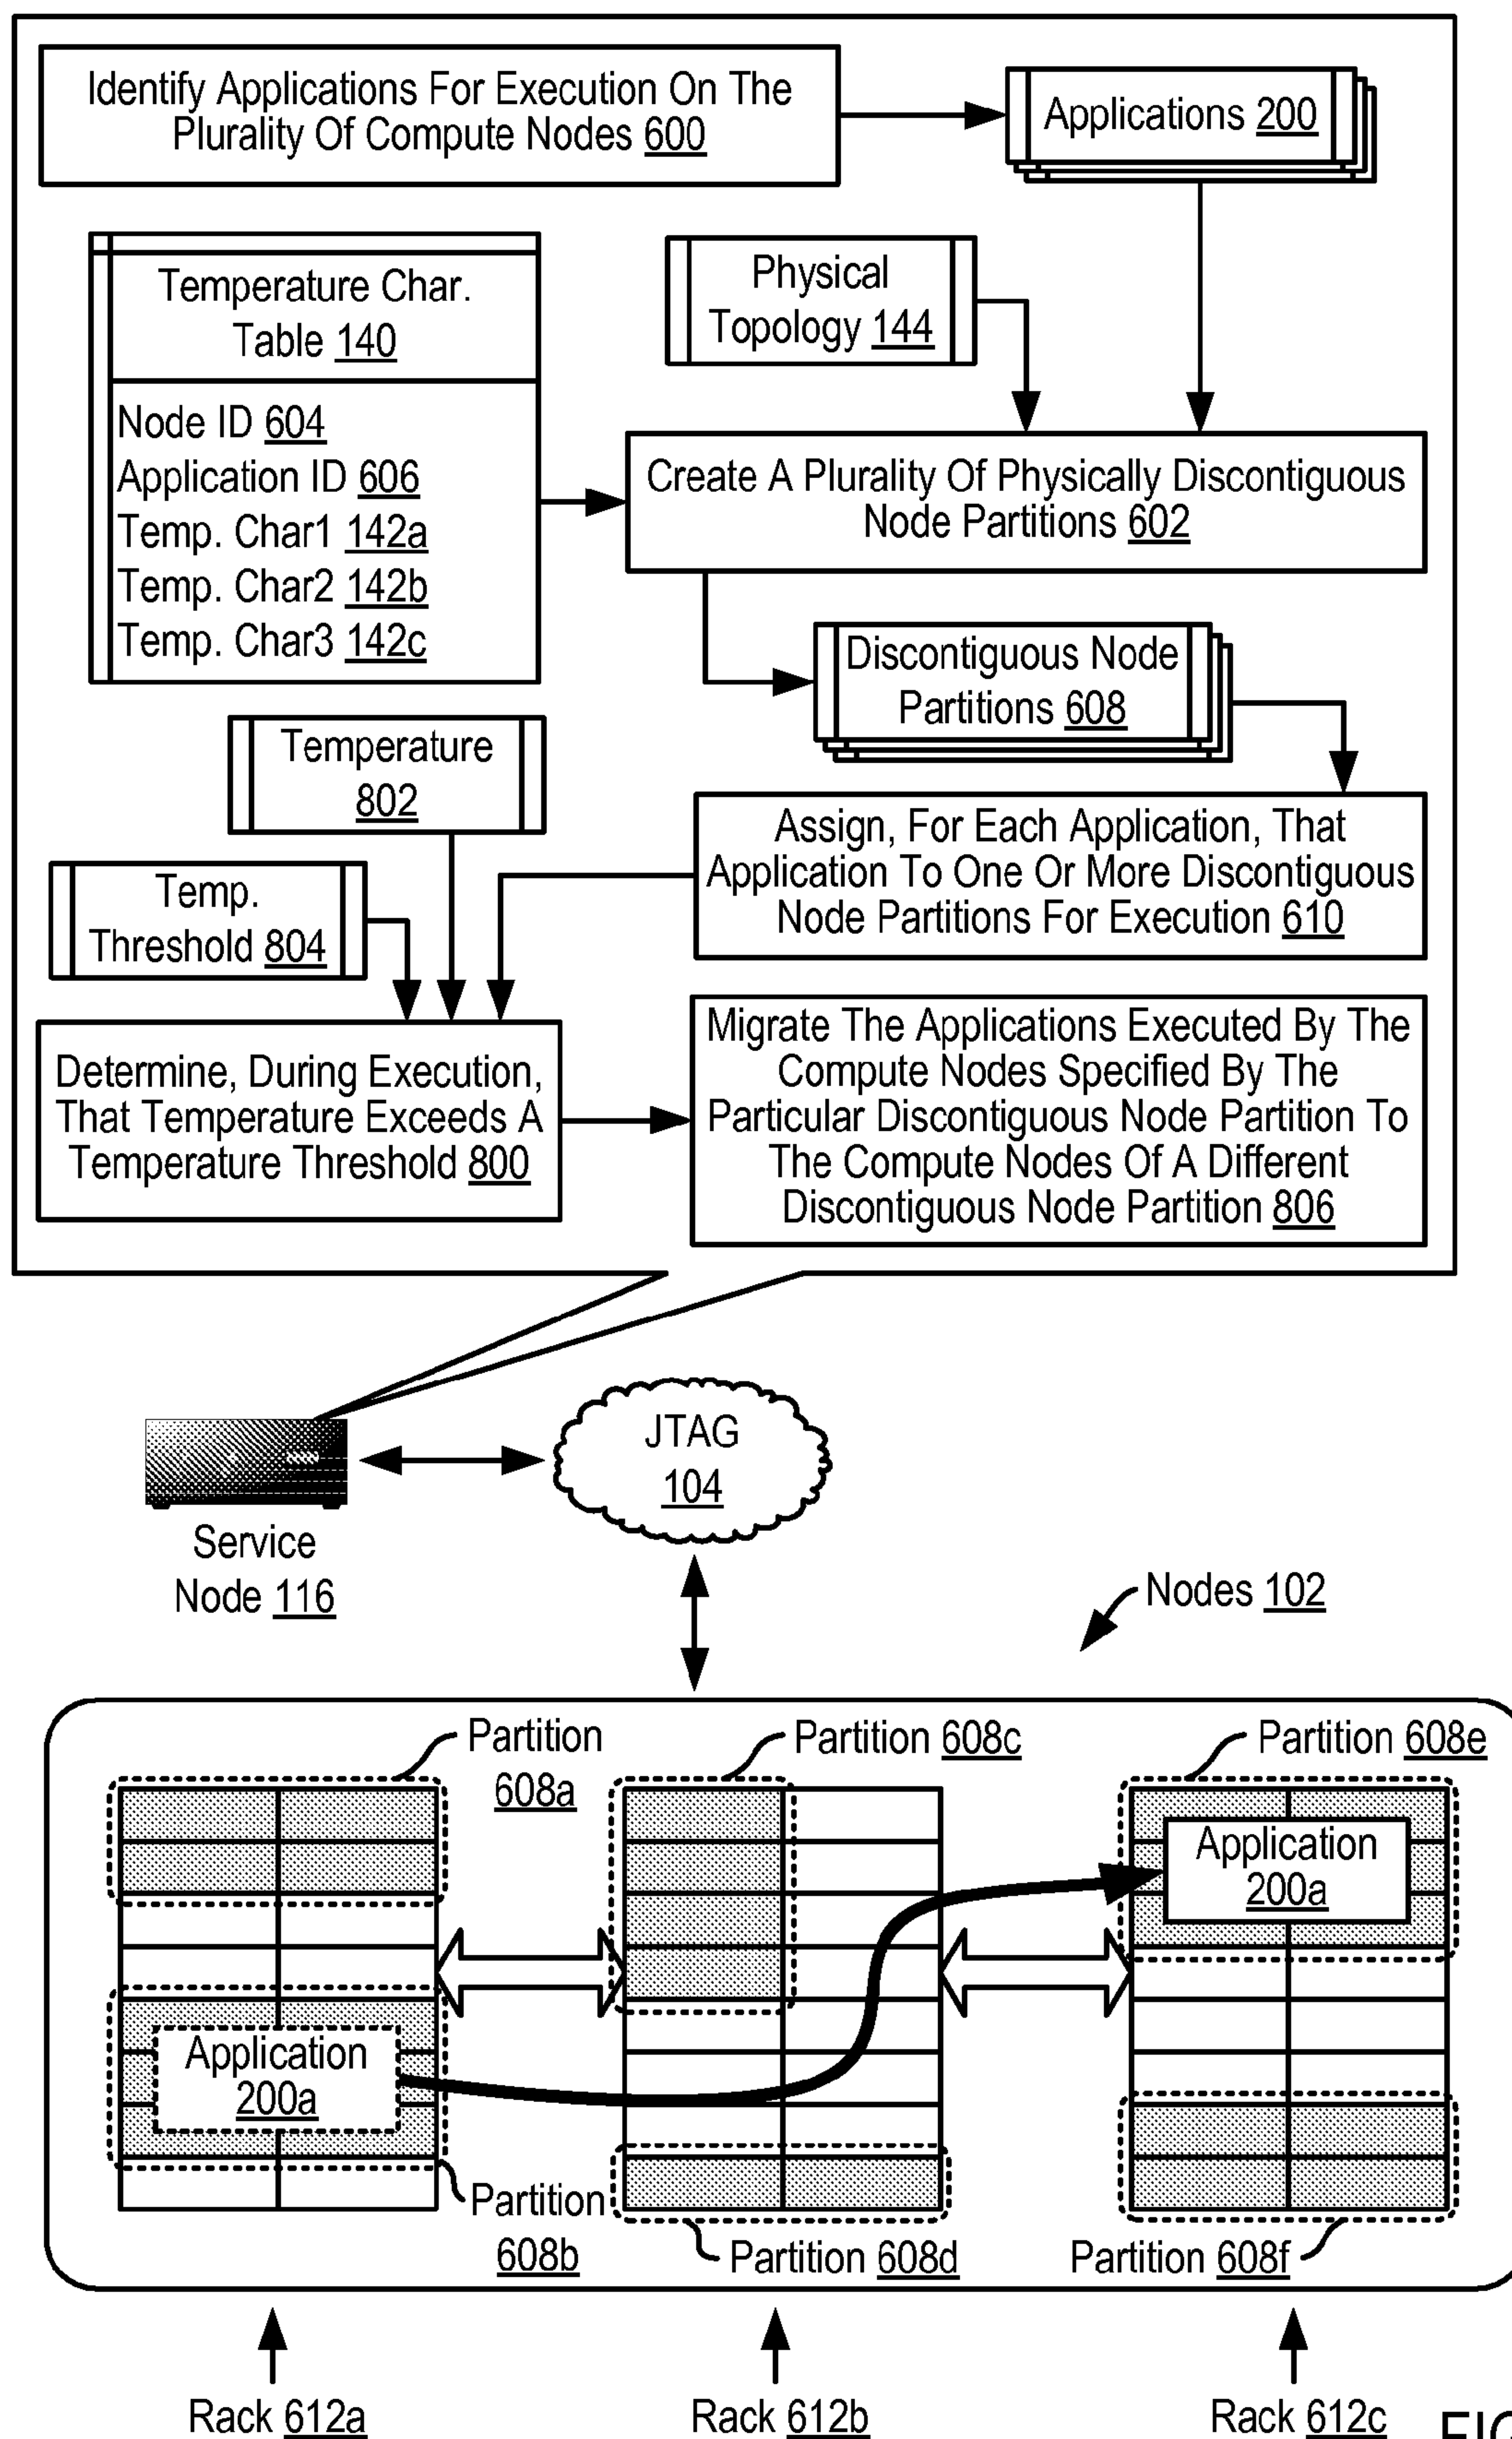 Identify Applications For Execution On The
Plurality Of Compute Nodes 600
Applications 200
Temperature Char.
Table 140
Node ID 604
Application ID 606
Temp. Char1 142a
Temp. Char2 142b
Temp. Char3 142c
Physical
Topology 144
Create A Plurality Of Physically Discontiguous
Node Partitions 602
Discontiguous Node
Partitions 608
Temperature
802
Temp.
Threshold 804
Assign, For Each Application, That
Application To One Or More Discontiguous
Node Partitions For Execution 610
Determine, During Execution,
That Temperature Exceeds A
Temperature Threshold 800
Migrate The Applications Executed By The
Compute Nodes Specified By The
Particular Discontiguous Node Partition To
The Compute Nodes Of A Different
Discontiguous Node Partition 806
JTAG
104
Service
Node 116
Nodes 102
Partition
608a
Partition 608c
Partition 608e
Application
200a
Application
200a
Partition
608b
Partition 608d
Partition 608f
Rack 612a
Rack 612b
Rack 612c